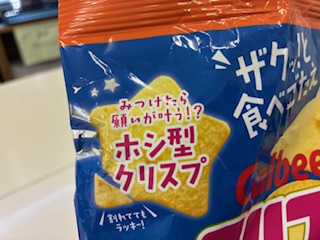 ザクッと
食べごたえ
みつけたら
願いが叶う!?
ホシ型
クリスプ
割れてても
ラッキー!
Calbee